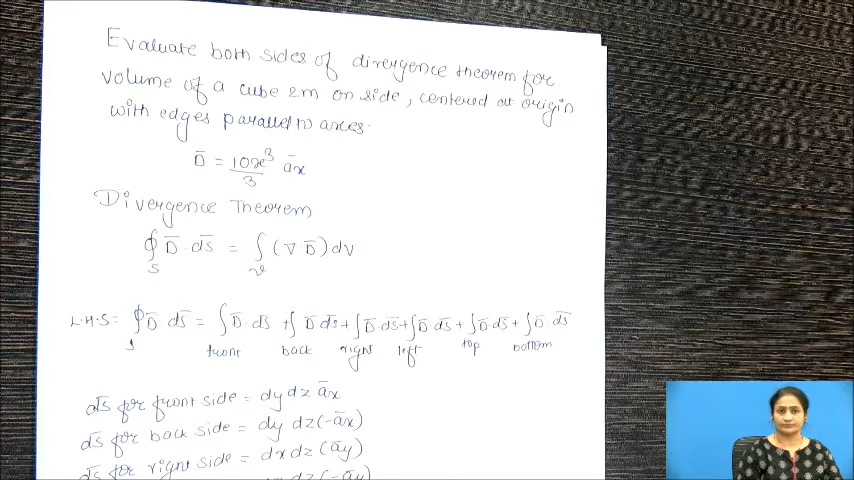 Evaluate both sides of divergence theorem for
volume of a cube 2m on side, centered at origin
with edges parallel to axes.
D̄ = 10x³/3 āx
Divergence Theorem
∮S D̄ · ds̄ = ∫v (∇ · D̄) dv
L.H.S = ∮s D̄ · ds̄ = ∫front D̄ · ds̄ + ∫back D̄ ds̄ + ∫right D̄ · ds̄ + ∫left D̄ · ds̄ + ∫top D̄ · ds̄ + ∫bottom D̄ · ds̄
ds̄ for front side = dy dz āx
ds̄ for back side = dy dz (-āx)
ds̄ for right side = dx dz (āy)
dz (-āy)